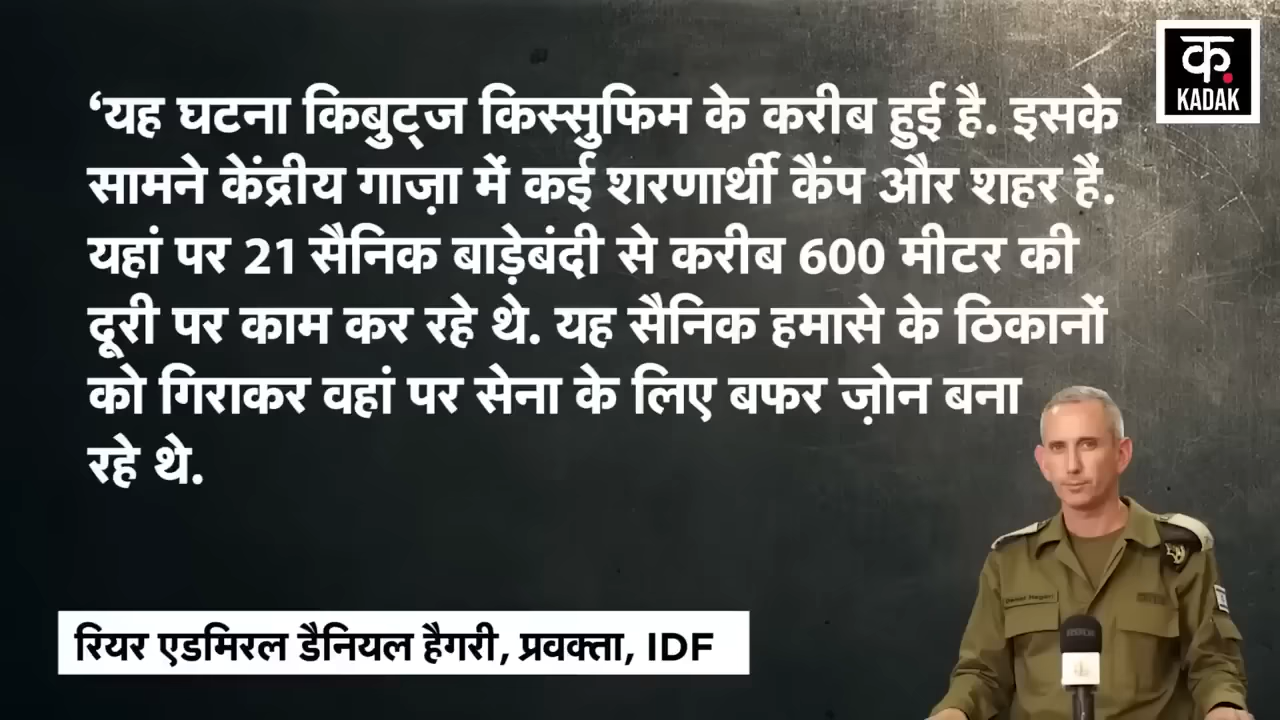 क
KADAK
‘यह घटना किबुट्ज किस्सुफिम के करीब हुई है. इसके
सामने केंद्रीय गाज़ा में कई शरणार्थी कैंप और शहर हैं.
यहां पर 21 सैनिक बाड़ेबंदी से करीब 600 मीटर की
दूरी पर काम कर रहे थे. यह सैनिक हमासे के ठिकानों
को गिराकर वहां पर सेना के लिए बफर ज़ोन बना
रहे थे.
रियर एडमिरल डैनियल हैगरी, प्रवक्ता, IDF